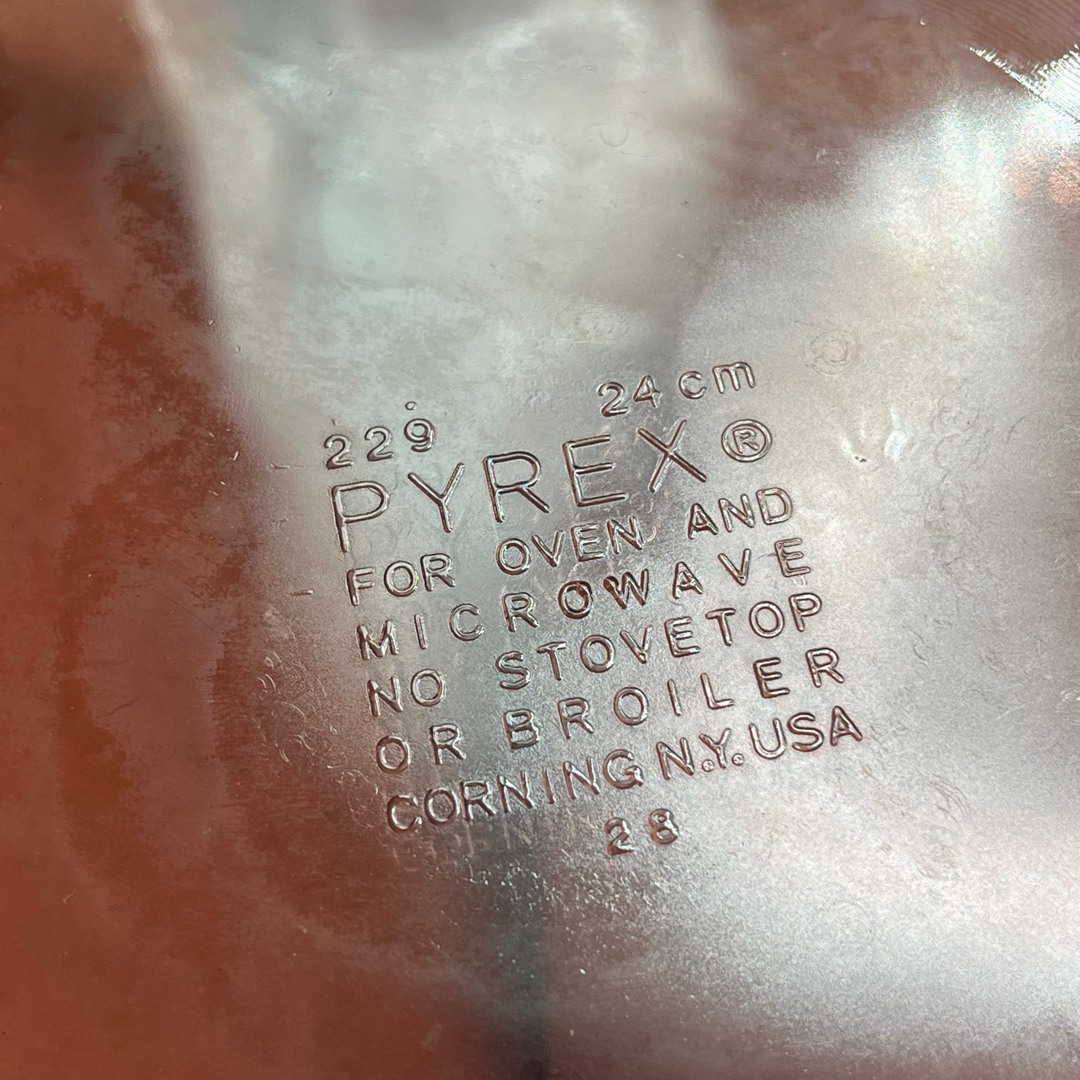 229 24 cm
PYREX ®
FOR OVEN AND
MICROWAVE
NO STOVETOP
OR BROILER
CORNING N.Y. USA
28